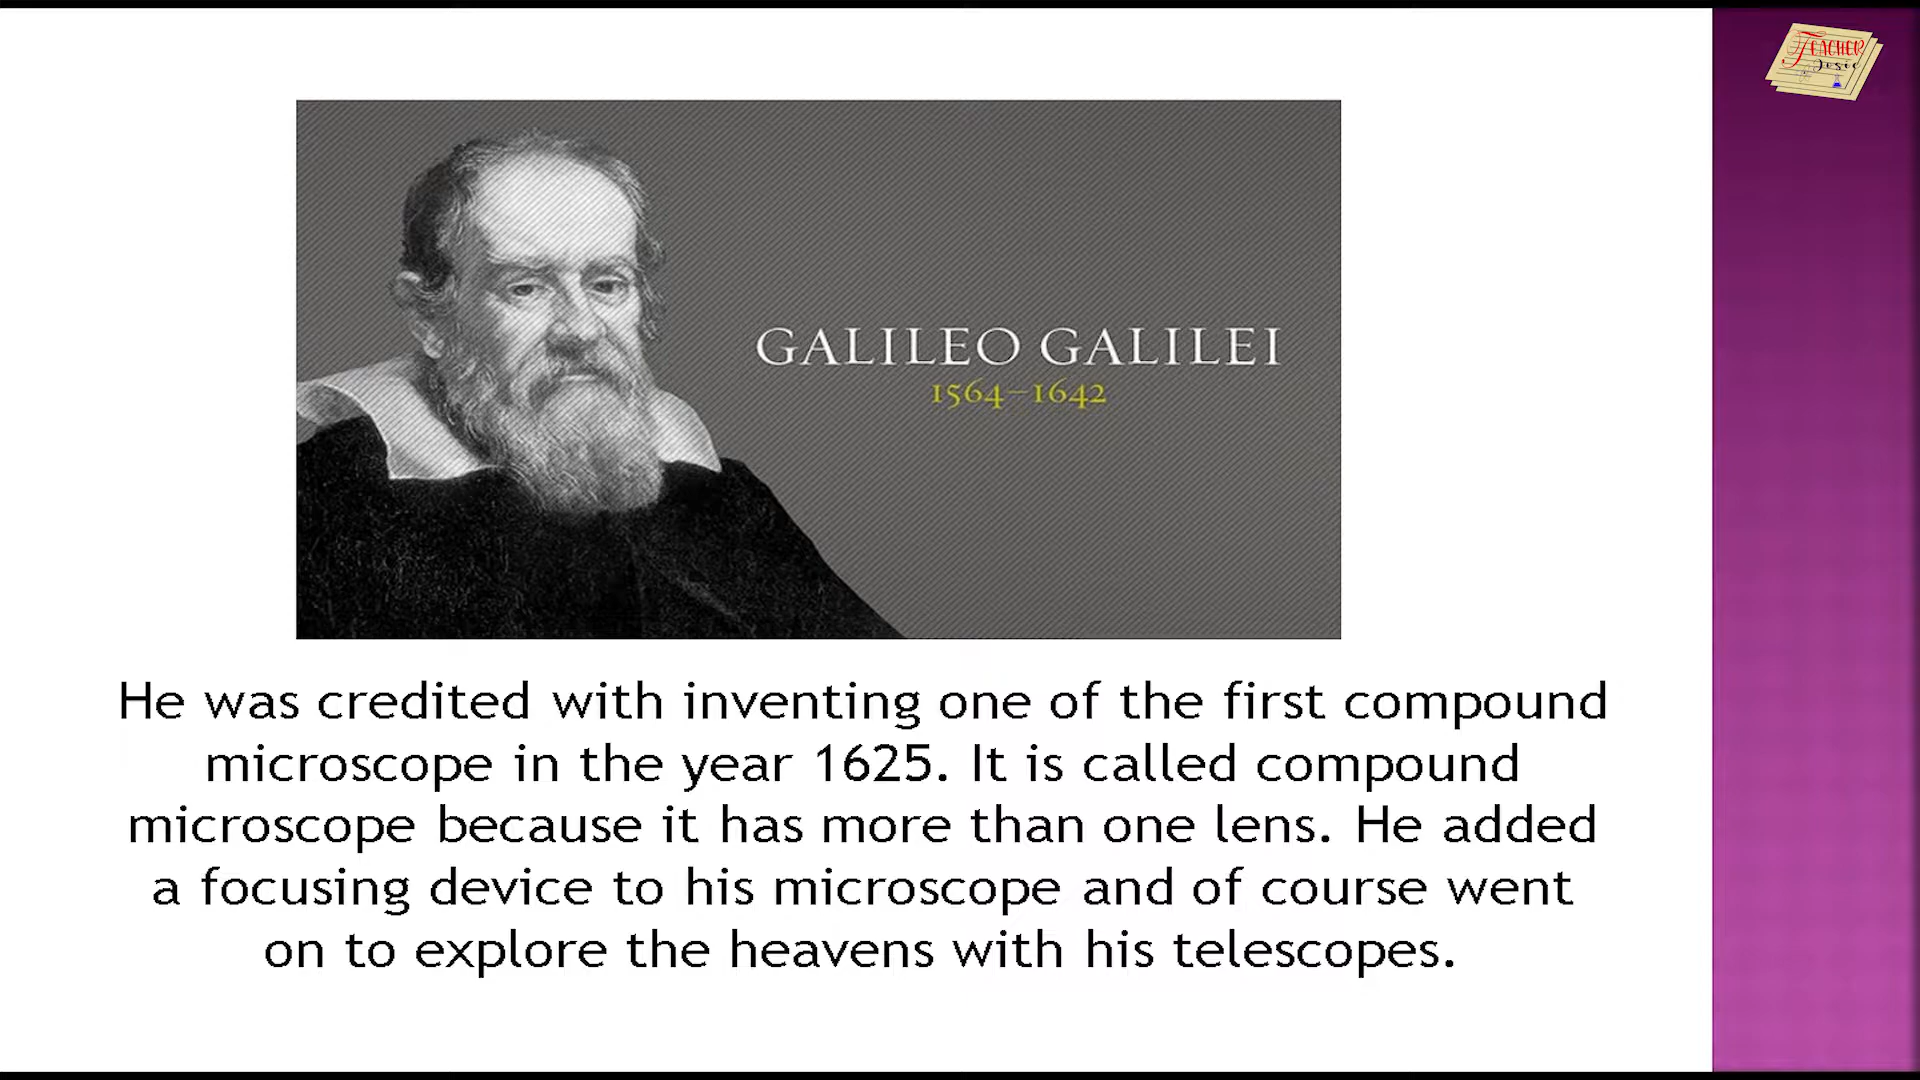 TEACHER
Josie
GALILEO GALILEI
1564–1642
He was credited with inventing one of the first compound
microscope in the year 1625. It is called compound
microscope because it has more than one lens. He added
a focusing device to his microscope and of course went
on to explore the heavens with his telescopes.